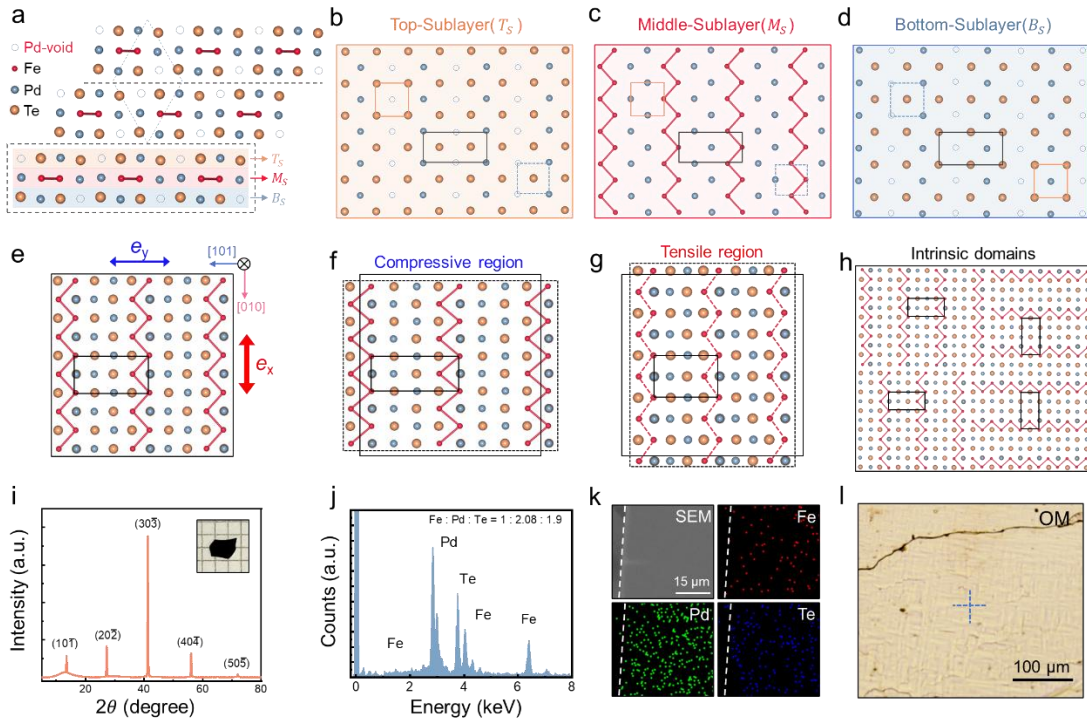 a
Pd-void
Fe
Pd
Te
T_S
M_S
B_S
b
Top-Sublayer(T_S)
c
Middle-Sublayer(M_S)
d
Bottom-Sublayer(B_S)
e
e_y
[101]
[010]
e_x
f
Compressive region
g
Tensile region
h
Intrinsic domains
i
Intensity (a.u.)
(101̄)
(202̄)
(303̄)
(404̄)
(505̄)
20 40 60 80
2θ (degree)
j
Counts (a.u.)
Fe : Pd : Te = 1 : 2.08 : 1.9
Pd
Te
Fe
Fe
Fe
0 2 4 6 8
Energy (keV)
k
SEM
15 μm
Fe
Pd
Te
l
OM
100 μm